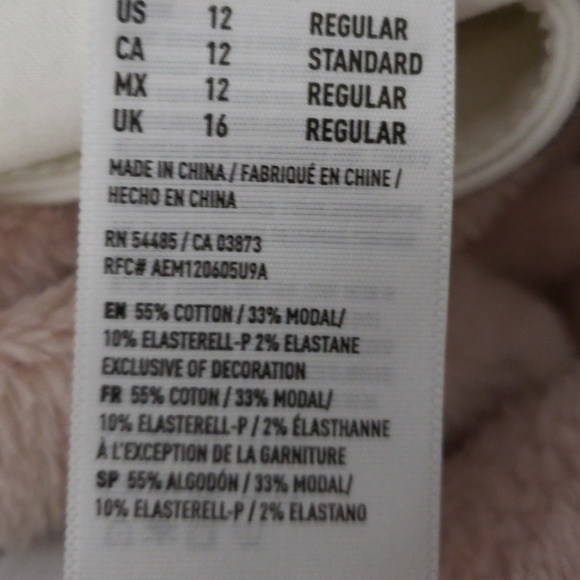 US 12 REGULAR
CA 12 STANDARD
MX 12 REGULAR
UK 16 REGULAR
MADE IN CHINA / FABRIQUÉ EN CHINE /
HECHO EN CHINA
RN 54485 / CA 03873
RFC# AEM120605U9A
EN 55% COTTON / 33% MODAL/
10% ELASTERELL-P 2% ELASTANE
EXCLUSIVE OF DECORATION
FR 55% COTON / 33% MODAL/
10% ELASTERELL-P / 2% ÉLASTHANNE
À L'EXCEPTION DE LA GARNITURE
SP 55% ALGODÓN / 33% MODAL/
10% ELASTERELL-P / 2% ELASTANO